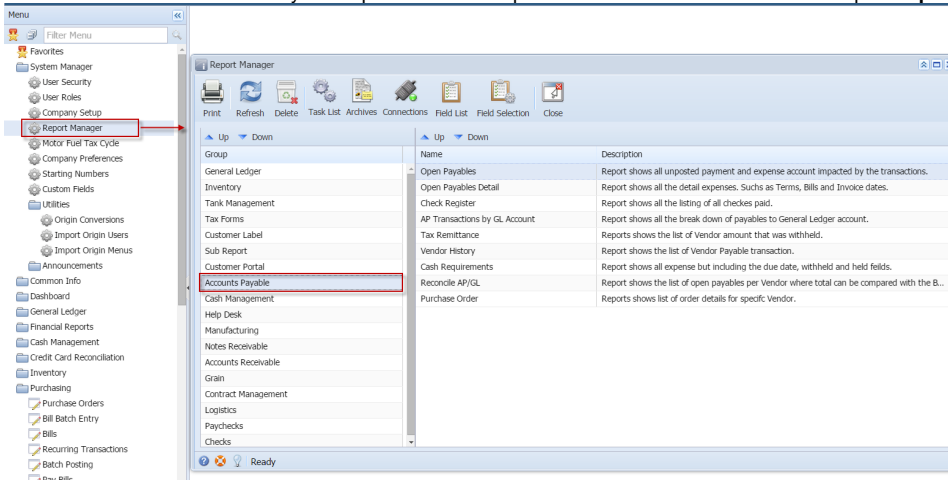 Menu
Filter Menu
Favorites
System Manager
User Security
User Roles
Company Setup
Report Manager
Motor Fuel Tax Cycle
Company Preferences
Starting Numbers
Custom Fields
Utilities
Origin Conversions
Import Origin Users
Import Origin Menus
Announcements
Common Info
Dashboard
General Ledger
Financial Reports
Cash Management
Credit Card Reconciliation
Inventory
Purchasing
Purchase Orders
Bill Batch Entry
Bills
Recurring Transactions
Batch Posting
Pay Bills
Report Manager
Print Refresh Delete Task List Archives Connections Field List Field Selection Close
Up Down
Group
General Ledger
Inventory
Tank Management
Tax Forms
Customer Label
Sub Report
Customer Portal
Accounts Payable
Cash Management
Help Desk
Manufacturing
Notes Receivable
Accounts Receivable
Grain
Contract Management
Logistics
Paychecks
Checks
Up Down
Name Description
Open Payables Report shows all unposted payment and expense account impacted by the transactions.
Open Payables Detail Report shows all the detail expenses. Suchs as Terms, Bills and Invoice dates.
Check Register Report shows all the listing of all checkes paid.
AP Transactions by GL Account Report shows all the break down of payables to General Ledger account.
Tax Remittance Reports shows the list of Vendor amount that was withheld.
Vendor History Report shows the list of Vendor Payable transaction.
Cash Requirements Report shows all expense but including the due date, withheld and held feilds.
Reconcile AP/GL Report shows the list of open payables per Vendor where total can be compared with the B...
Purchase Order Reports shows list of order details for specifc Vendor.
Ready